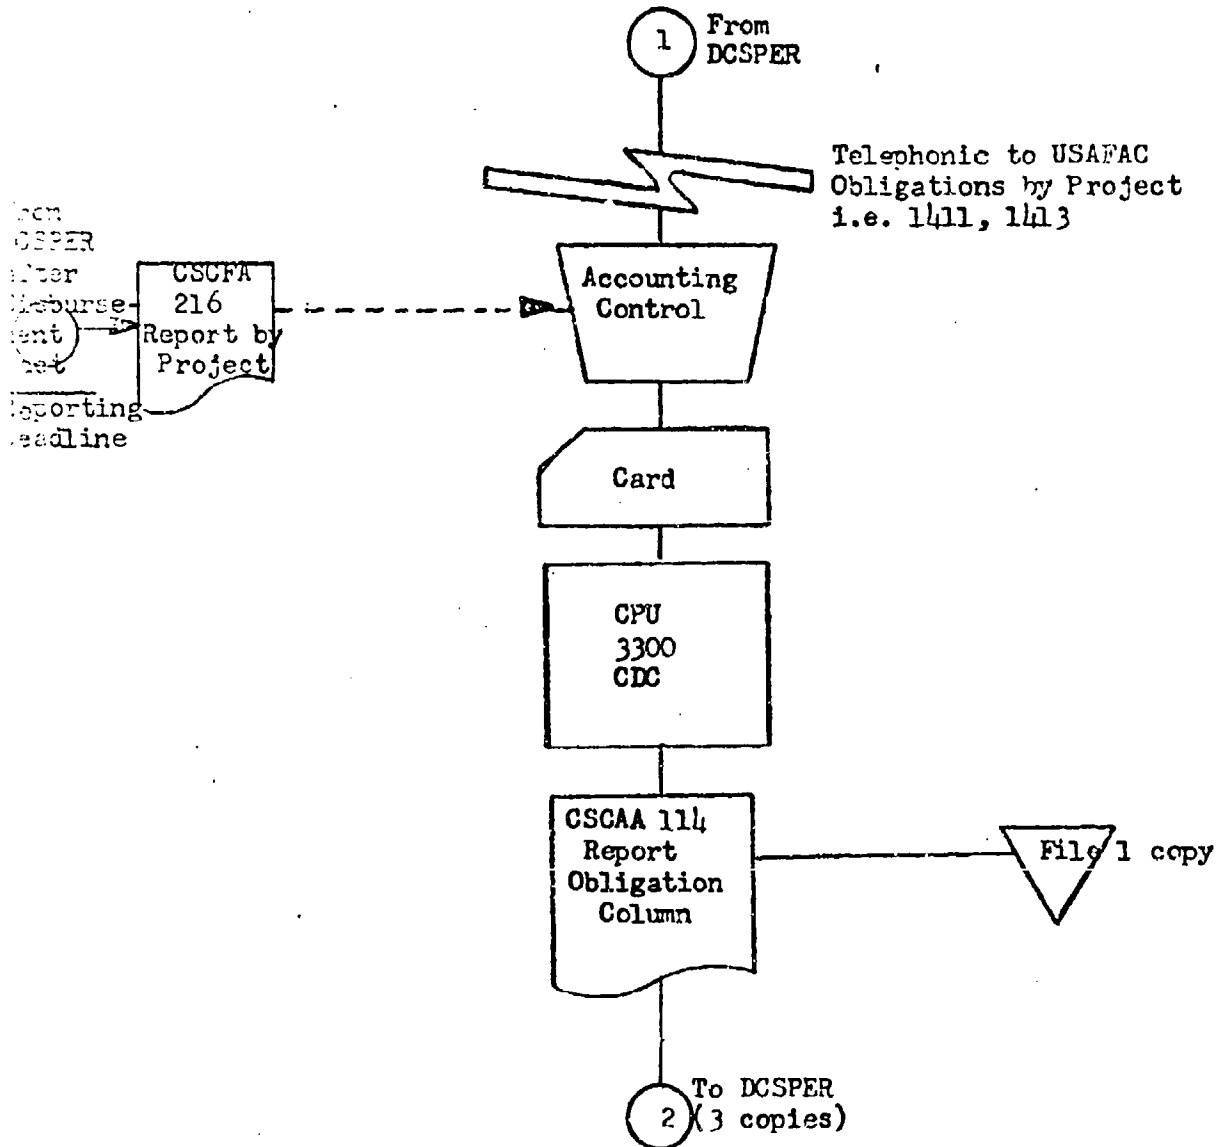 1
From
DCSPER
Telephonic to USAFAC
Obligations by Project
i.e. 1411, 1413
CSCFA
216
Report by
Project
Accounting
Control
Card
CPU
3300
CDC
CSCAA 114
Report
Obligation
Column
File 1 copy
2
To DCSPER
(3 copies)